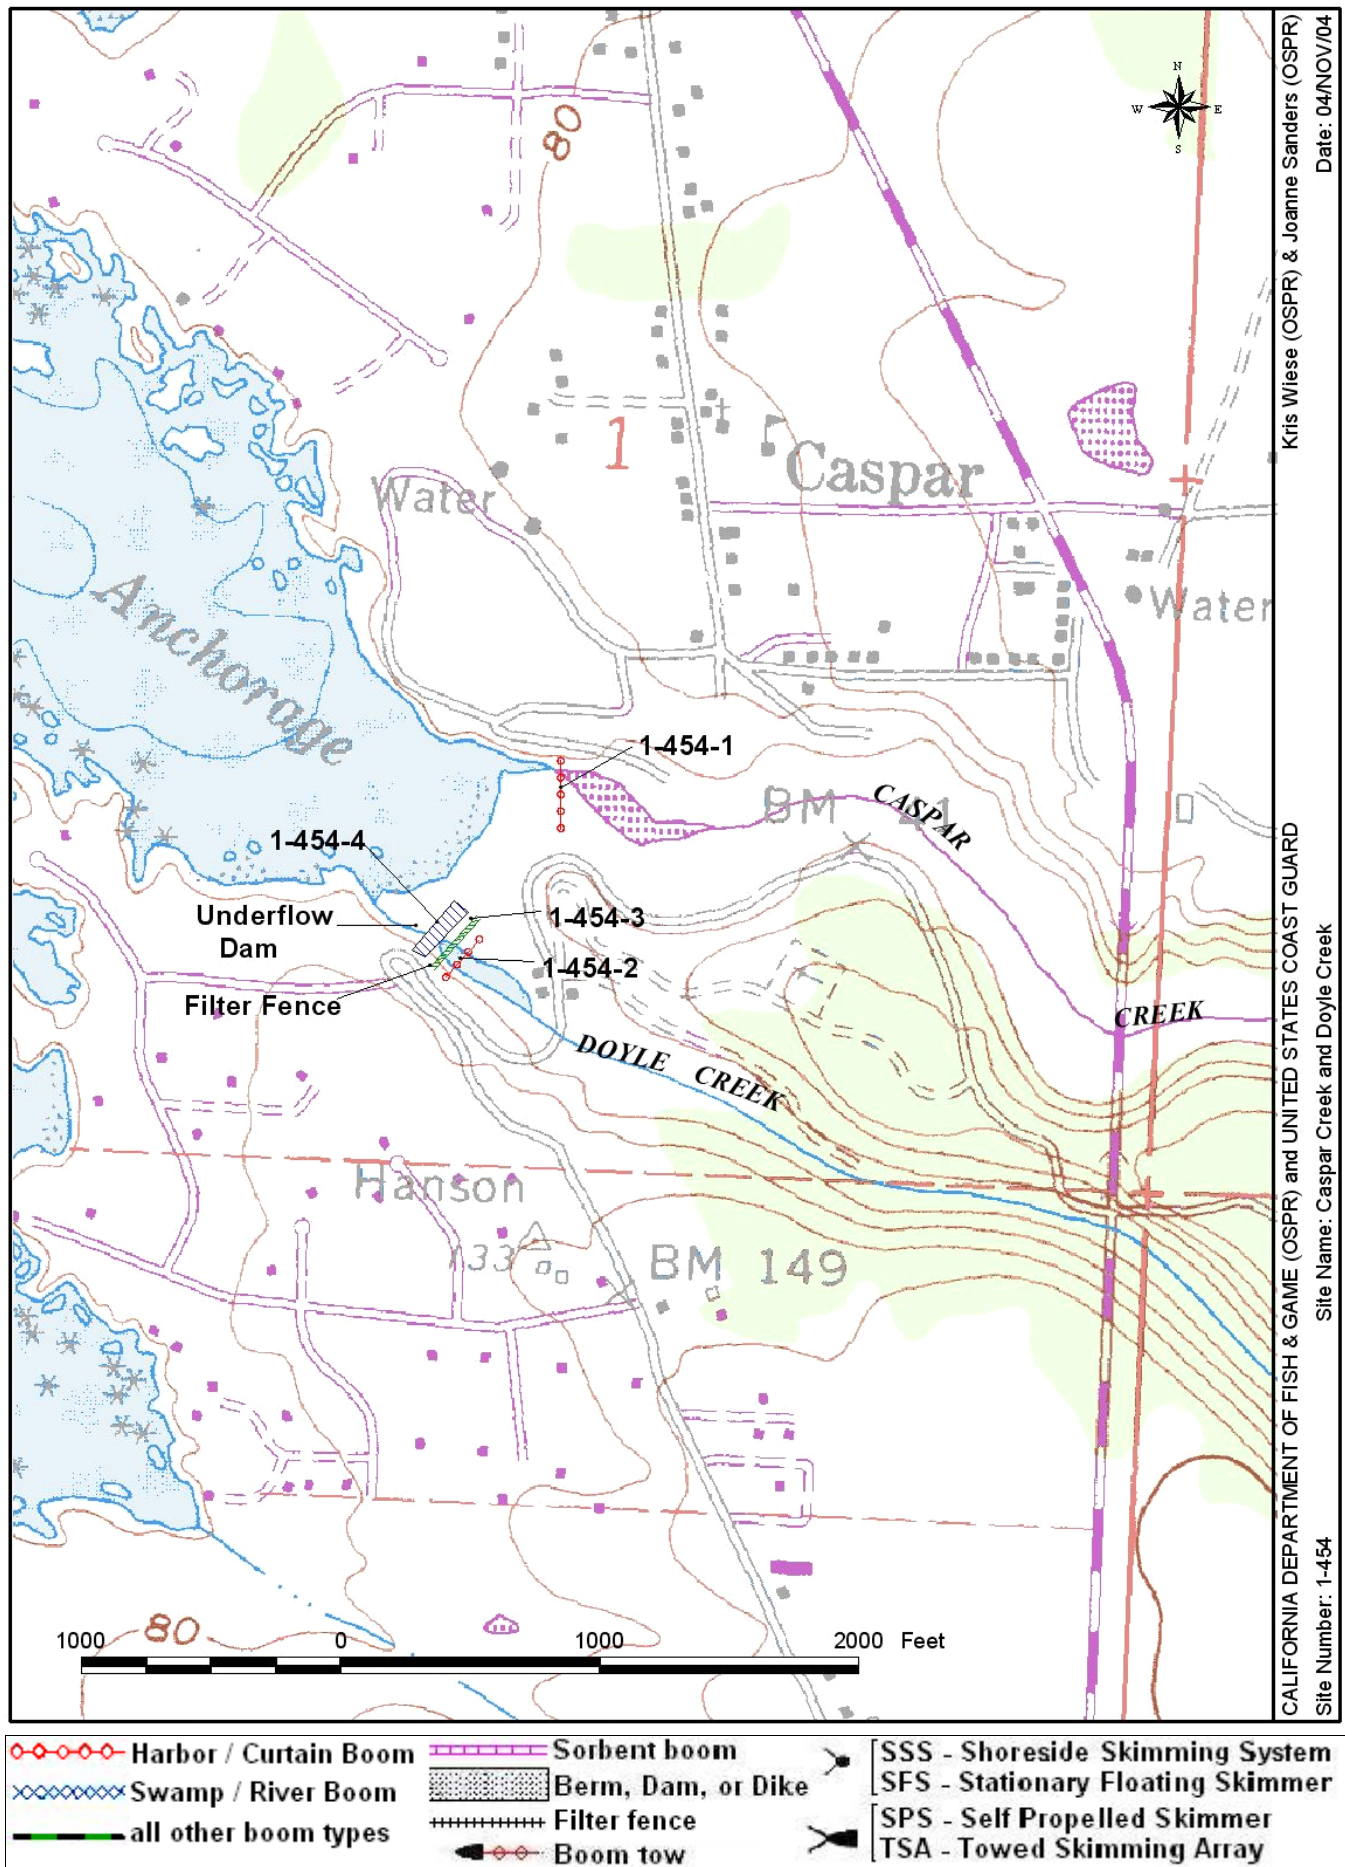 80
N
W
E
S
1
Caspar
Water
Water
Anchorage
1-454-1
BM
21
CASPAR
1-454-4
Underflow
Dam
1-454-3
1-454-2
Filter Fence
CREEK
DOYLE CREEK
Hanson
133
BM 149
80
1000 0 1000 2000 Feet
CALIFORNIA DEPARTMENT OF FISH & GAME (OSPR) and UNITED STATES COAST GUARD
Kris Wiese (OSPR) & Joanne Sanders (OSPR)
Site Number: 1-454
Site Name: Caspar Creek and Doyle Creek
Date: 04/NOV/04
Harbor / Curtain Boom
Swamp / River Boom
all other boom types
Sorbent boom
Berm, Dam, or Dike
Filter fence
Boom tow
SSS - Shoreside Skimming System
SFS - Stationary Floating Skimmer
SPS - Self Propelled Skimmer
TSA - Towed Skimming Array